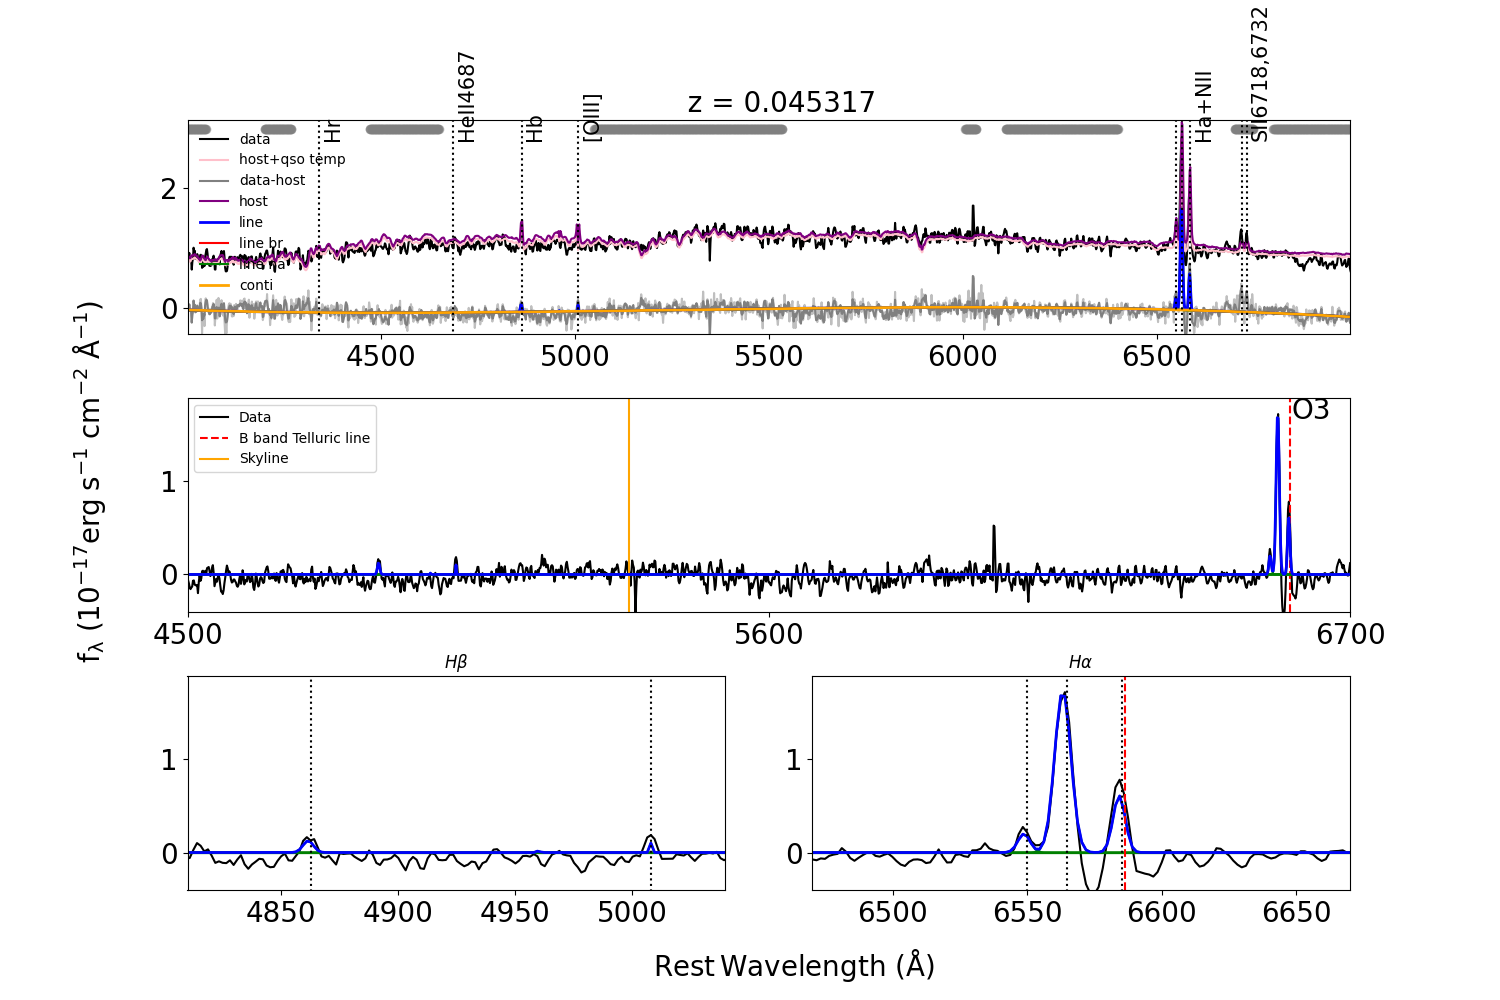 z = 0.045317
Hr
HeII4687
Hb
[OIII]
Ha+NII
SII6718,6732
data
host+qso temp
data-host
host
line
line br
line na
conti
2
0
4500
5000
5500
6000
6500
fλ (10⁻¹⁷erg s⁻¹ cm⁻² Å⁻¹)
Data
B band Telluric line
Skyline
O3
1
0
4500
5600
6700
Hβ
1
0
4850
4900
4950
5000
Hα
1
0
6500
6550
6600
6650
Rest Wavelength (Å)